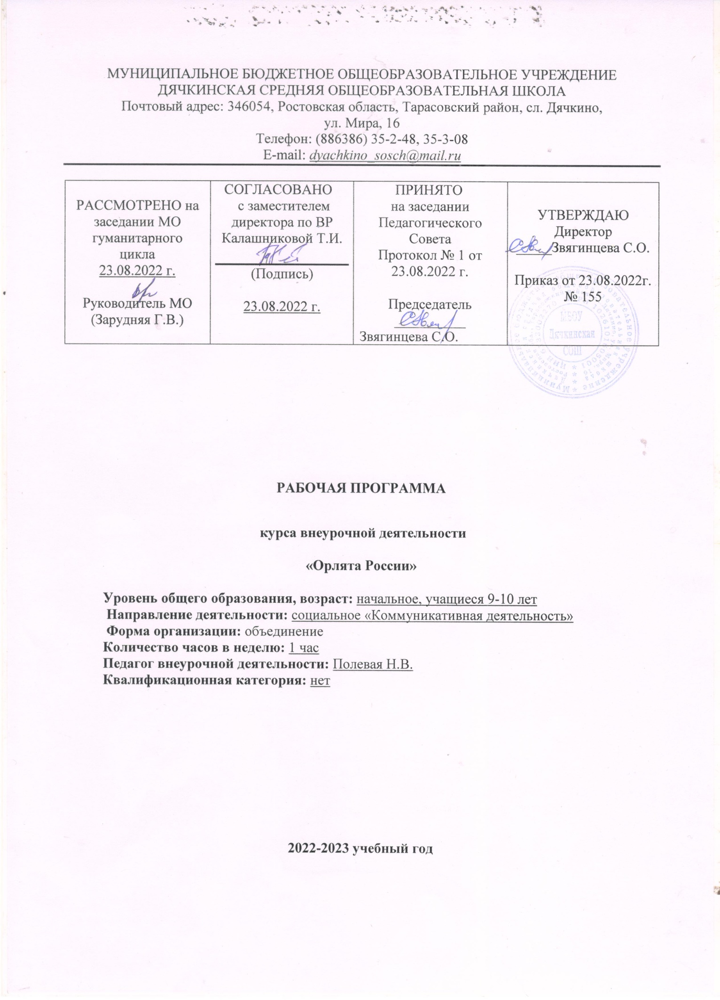 МУНИЦИПАЛЬНОЕ БЮДЖЕТНОЕ ОБЩЕОБРАЗОВАТЕЛЬНОЕ УЧРЕЖДЕНИЕ
ДЯЧКИНСКАЯ СРЕДНЯЯ ОБЩЕОБРАЗОВАТЕЛЬНАЯ ШКОЛА
Почтовый адрес: 346054, Ростовская область, Тарасовский район, сл. Дячкино,
ул. Мира, 16
Телефон: (886386) 35-2-48, 35-3-08
E-mail: dyachkino_sosch@mail.ru
РАССМОТРЕНО на
заседании МО
гуманитарного
цикла
23.08.2022 г.
Руководитель МО
(Зарудняя Г.В.)
СОГЛАСОВАНО
с заместителем
директора по ВР
Калашниковой Т.И.
(Подпись)
23.08.2022 г.
ПРИНЯТО
на заседании
Педагогического
Совета
Протокол № 1 от
23.08.2022 г.
Председатель
Звягинцева С.О.
УТВЕРЖДАЮ
Директор
Звягинцева С.О.
Приказ от 23.08.2022г.
№ 155
МБОУ
Дячкинская
СОШ
РАБОЧАЯ ПРОГРАММА
курса внеурочной деятельности
«Орлята России»
Уровень общего образования, возраст: начальное, учащиеся 9-10 лет
Направление деятельности: социальное «Коммуникативная деятельность»
Форма организации: объединение
Количество часов в неделю: 1 час
Педагог внеурочной деятельности: Полевая Н.В.
Квалификационная категория: нет
2022-2023 учебный год